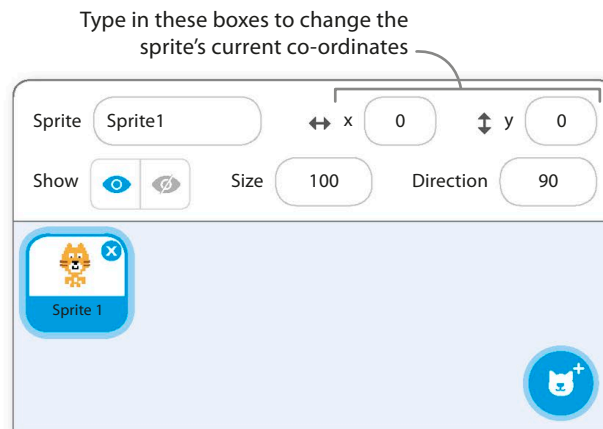 Type in these boxes to change the
sprite’s current co-ordinates
Sprite Sprite1 x 0 y 0
Show Size 100 Direction 90
Sprite 1